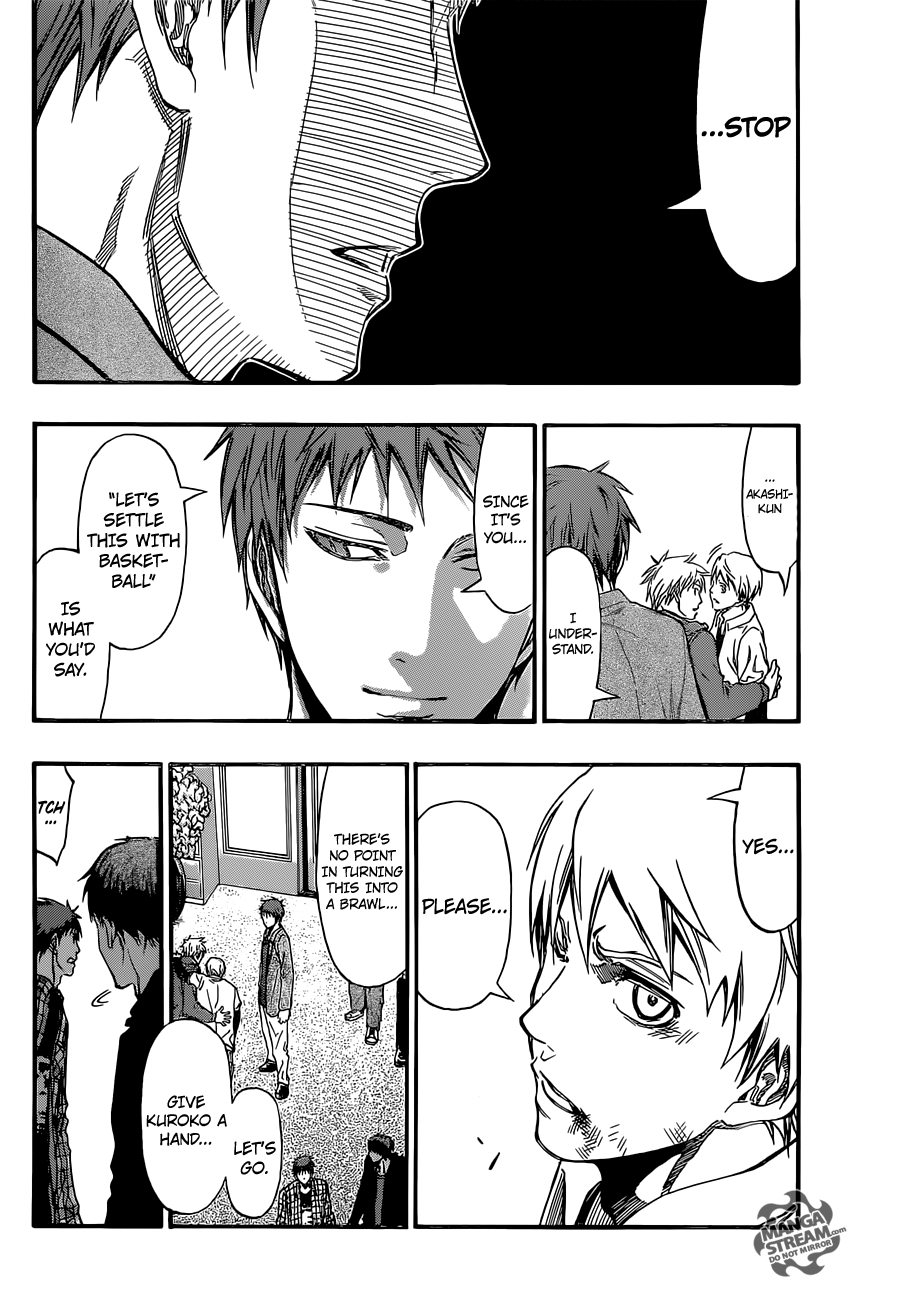 ...STOP
...
AKASHI-
KUN
I
UNDER-
STAND.
SINCE
IT'S
YOU...
"LET'S
SETTLE
THIS WITH
BASKET-
BALL"
IS
WHAT
YOU'D
SAY.
YES...
PLEASE...
THERE'S
NO POINT
IN TURNING
THIS INTO
A BRAWL...
GIVE
KUROKO A
HAND...
LET'S
GO.
TCH
...
MANGA
STREAM.com
DO NOT MIRROR